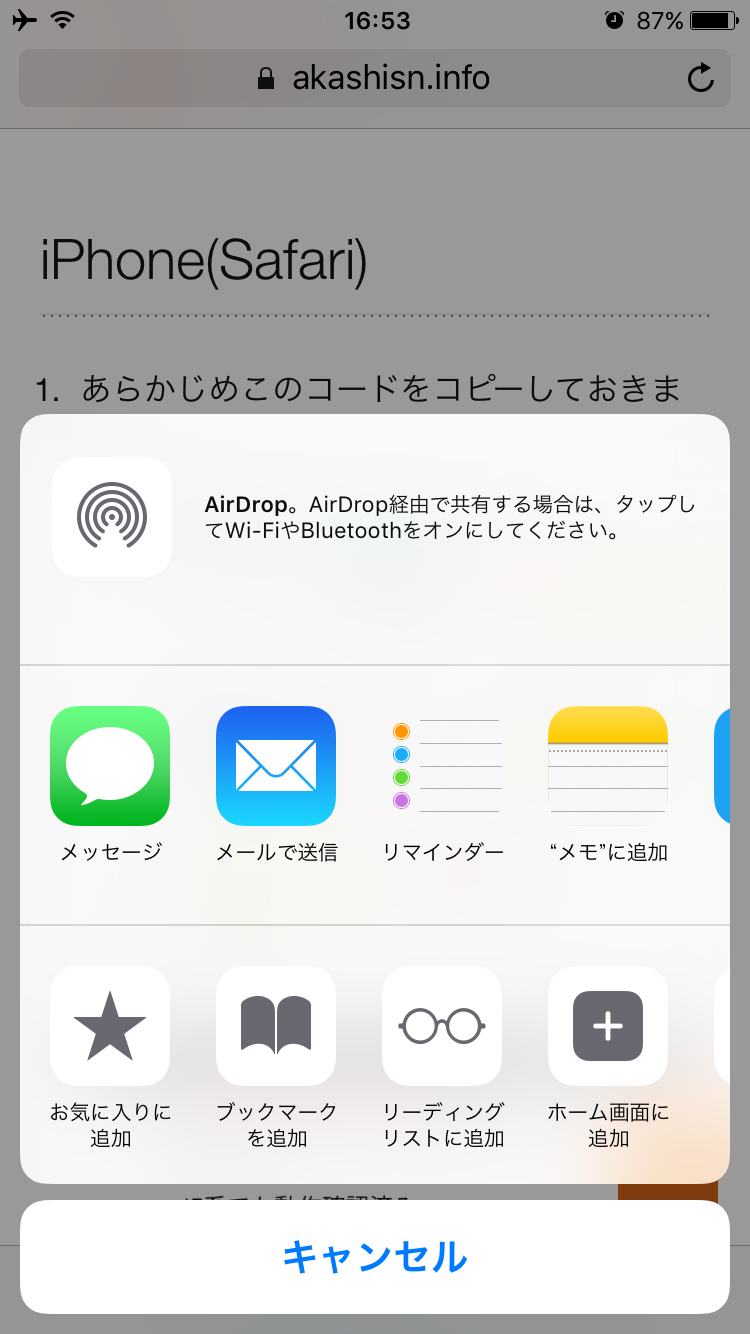 16:53
87%
akashisn.info
iPhone(Safari)
1. あらかじめこのコードをコピーしておきま
AirDrop。AirDrop経由で共有する場合は、タップし
てWi-FiやBluetoothをオンにしてください。
メッセージ
メールで送信
リマインダー
“メモ”に追加
お気に入りに
追加
ブックマーク
を追加
リーディング
リストに追加
ホーム画面に
追加
キャンセル